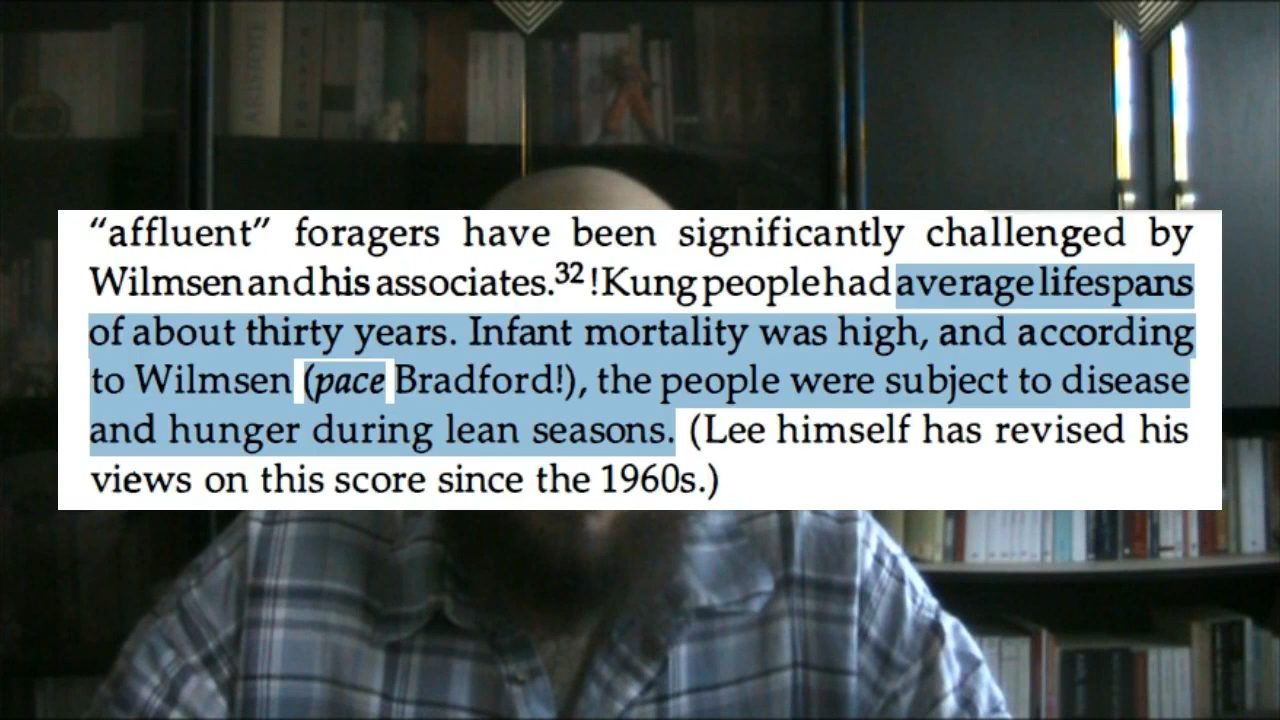 “affluent” foragers have been significantly challenged by
Wilmsen and his associates.³² !Kung people had average lifespans
of about thirty years. Infant mortality was high, and according
to Wilmsen (pace Bradford!), the people were subject to disease
and hunger during lean seasons. (Lee himself has revised his
views on this score since the 1960s.)